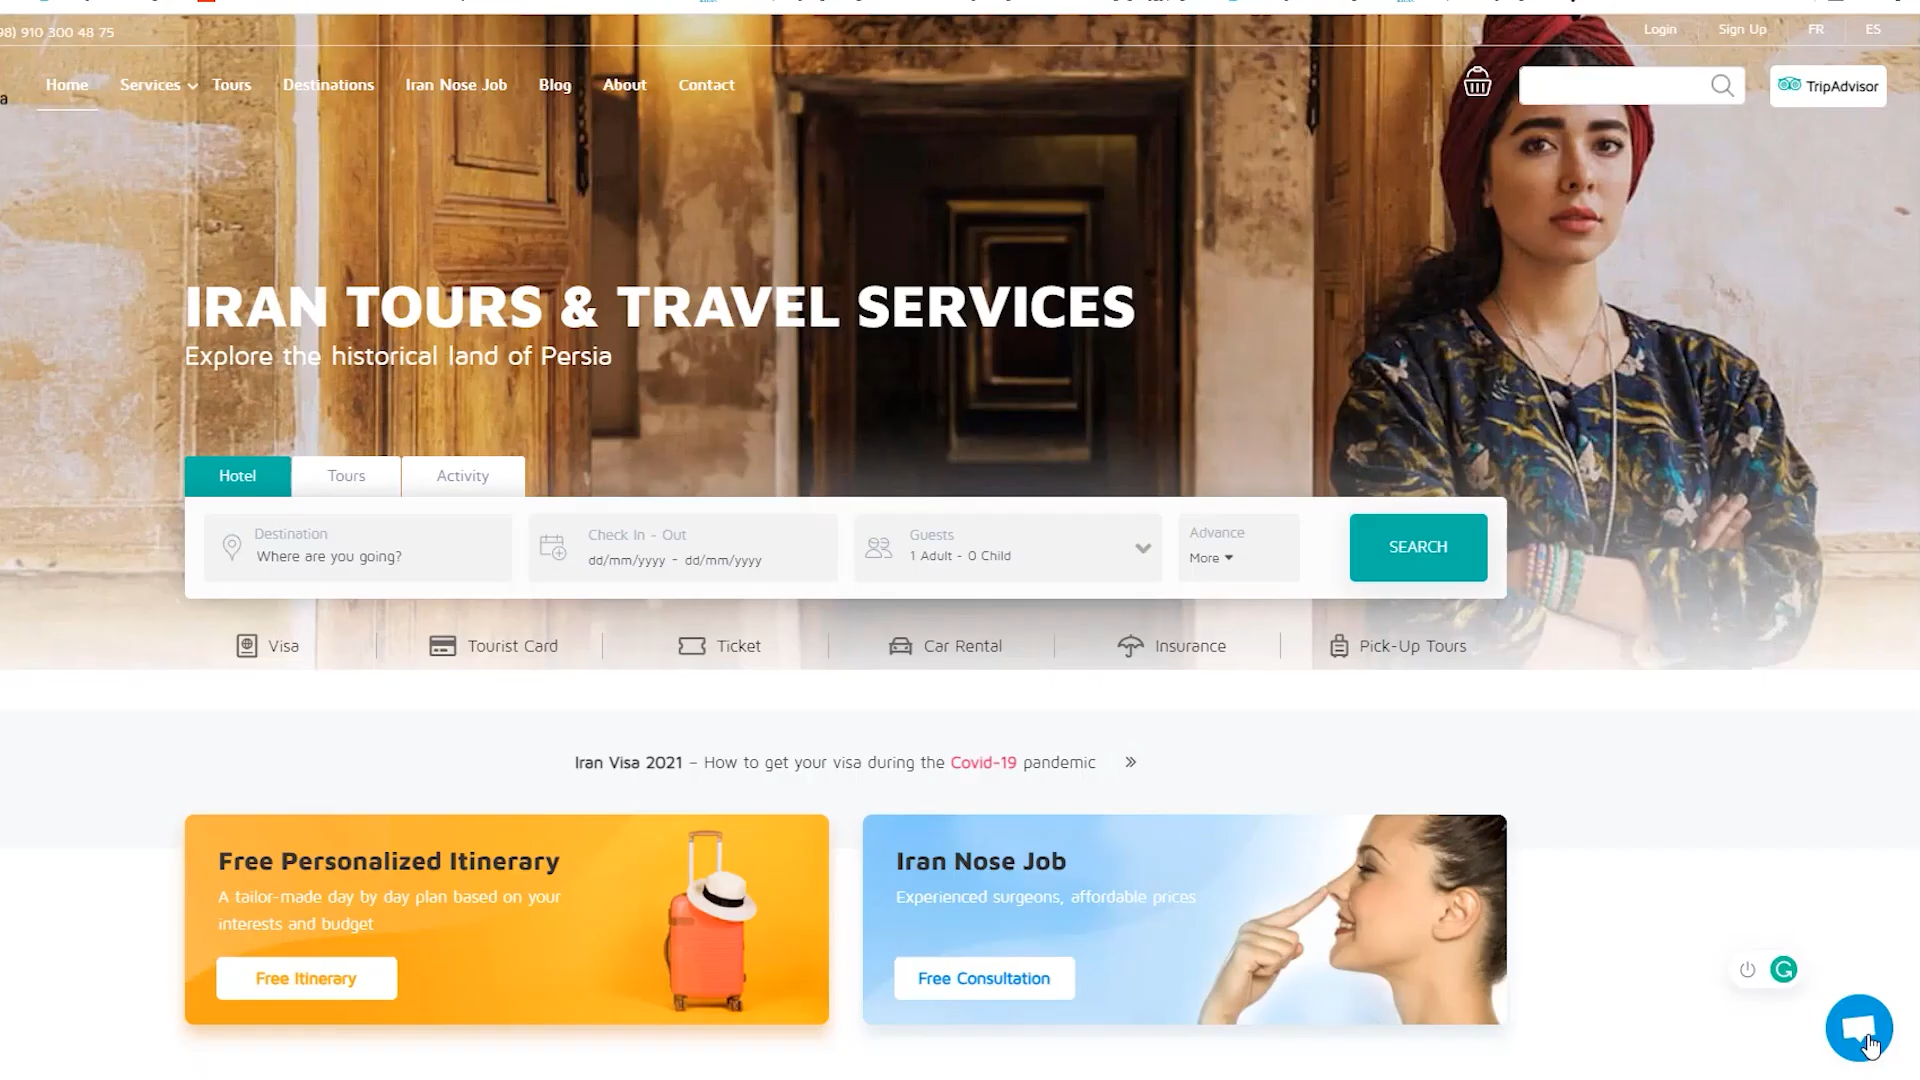 98) 910 300 48 75
Login
Sign Up
FR
ES
a
Home
Services
Tours
Destinations
Iran Nose Job
Blog
About
Contact
TripAdvisor
IRAN TOURS & TRAVEL SERVICES
Explore the historical land of Persia
Hotel
Tours
Activity
Destination
Where are you going?
Check In - Out
dd/mm/yyyy - dd/mm/yyyy
Guests
1 Adult - 0 Child
Advance
More
SEARCH
Visa
Tourist Card
Ticket
Car Rental
Insurance
Pick-Up Tours
Iran Visa 2021 – How to get your visa during the Covid-19 pandemic »
Free Personalized Itinerary
A tailor-made day by day plan based on your
interests and budget
Free Itinerary
Iran Nose Job
Experienced surgeons, affordable prices
Free Consultation